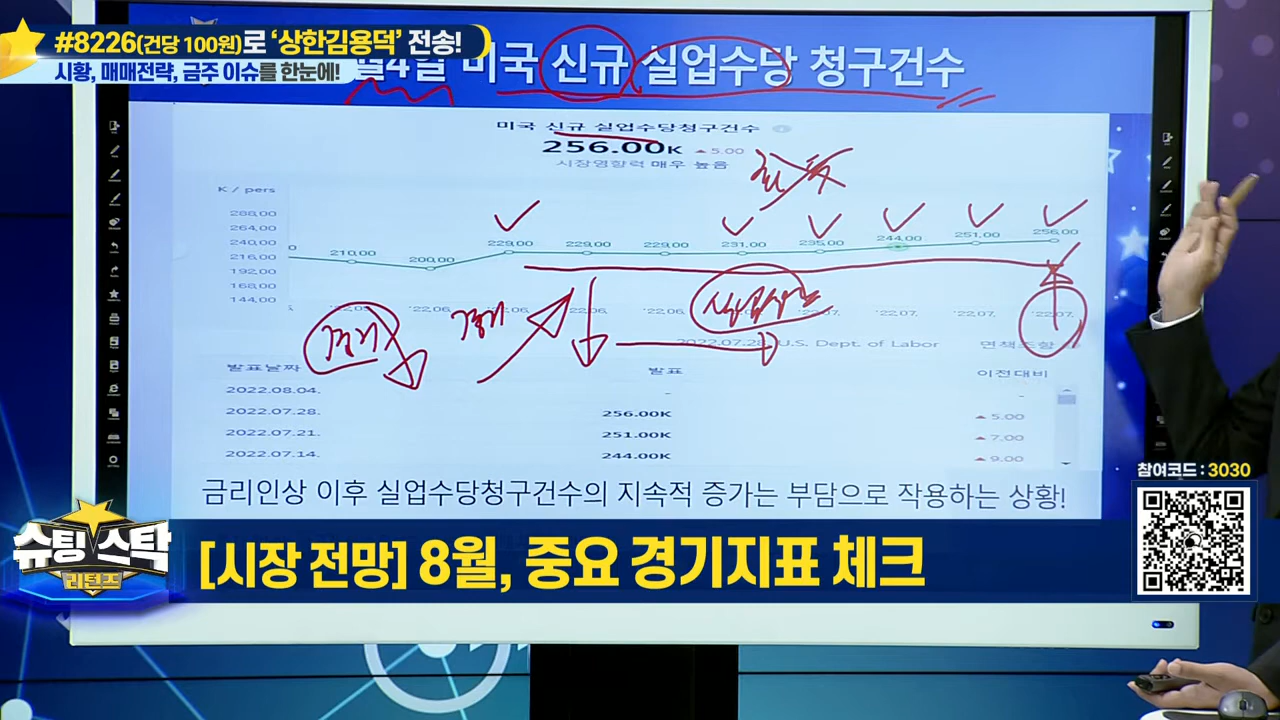 #8226(건당 100원)로 ‘상한김용덕’ 전송!
시황, 매매전략, 금주 이슈를 한눈에!
월4일 미국 신규 실업수당 청구건수
미국 신규 실업수당청구건수
256.00K ▲ 5.00
시장영향력 매우 높음
K / pers
288.00
264.00
240.00
216.00
192.00
168.00
144.00
210.00 200.00 229.00 229.00 229.00 231.00 235.00 244.00 251.00 256.00
'22.06. '22.06. '22.07.
경기
경기
2022.07.28, U.S. Dept. of Labor
발표날짜 발표 이전대비
2022.08.04. - -
2022.07.28. 256.00K ▲ 5.00
2022.07.21. 251.00K ▲ 7.00
2022.07.14. 244.00K ▲ 9.00
금리인상 이후 실업수당청구건수의 지속적 증가는 부담으로 작용하는 상황!
참여코드 : 3030
슈팅스탁
리턴즈
[시장 전망] 8월, 중요 경기지표 체크